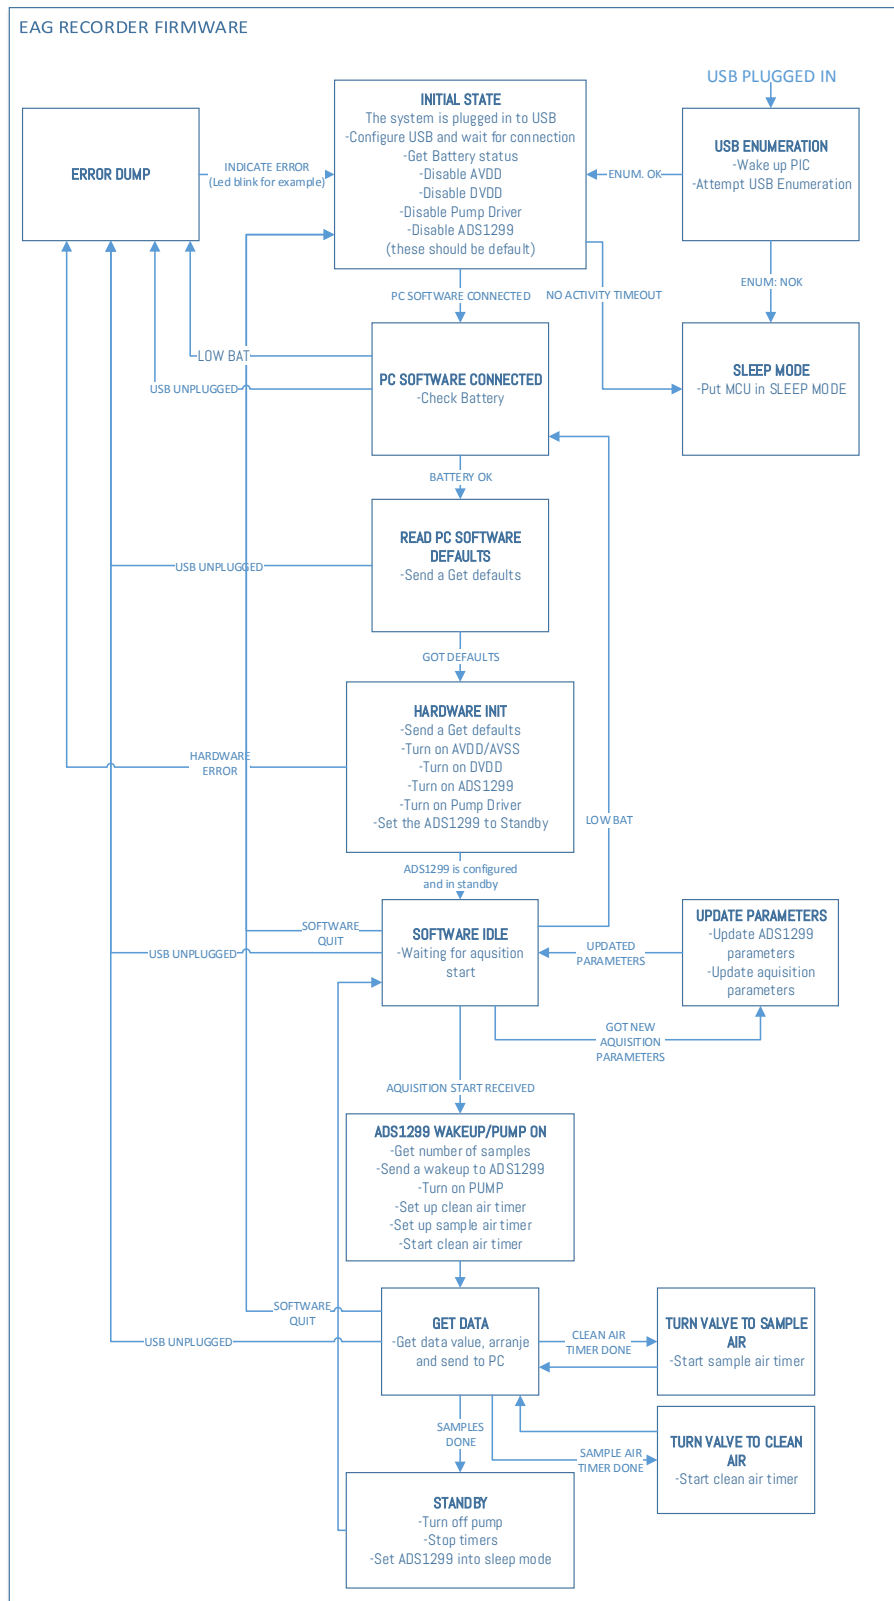 EAG RECORDER FIRMWARE
USB PLUGGED IN
INITIAL STATE
The system is plugged in to USB
-Configure USB and wait for connection
-Get Battery status
-Disable AVDD
-Disable DVDD
-Disable Pump Driver
-Disable ADS1299
(these should be default)
USB ENUMERATION
-Wake up PIC
-Attempt USB Enumeration
ERROR DUMP
INDICATE ERROR
(Led blink for example)
ENUM. OK
ENUM: NOK
PC SOFTWARE CONNECTED
NO ACTIVITY TIMEOUT
LOW BAT
USB UNPLUGGED
PC SOFTWARE CONNECTED
-Check Battery
SLEEP MODE
-Put MCU in SLEEP MODE
BATTERY OK
READ PC SOFTWARE
DEFAULTS
-Send a Get defaults
USB UNPLUGGED
GOT DEFAULTS
HARDWARE INIT
-Send a Get defaults
-Turn on AVDD/AVSS
-Turn on DVDD
-Turn on ADS1299
-Turn on Pump Driver
-Set the ADS1299 to Standby
HARDWARE
ERROR
LOW BAT
ADS1299 is configured
and in standby
SOFTWARE
QUIT
USB UNPLUGGED
SOFTWARE IDLE
-Waiting for aqusition
start
UPDATED
PARAMETERS
UPDATE PARAMETERS
-Update ADS1299
parameters
-Update aquisition
parameters
GOT NEW
AQUISITION
PARAMETERS
AQUISITION START RECEIVED
ADS1299 WAKEUP/PUMP ON
-Get number of samples
-Send a wakeup to ADS1299
-Turn on PUMP
-Set up clean air timer
-Set up sample air timer
-Start clean air timer
SOFTWARE
QUIT
USB UNPLUGGED
GET DATA
-Get data value, arranje
and send to PC
CLEAN AIR
TIMER DONE
TURN VALVE TO SAMPLE
AIR
-Start sample air timer
SAMPLES
DONE
SAMPLE AIR
TIMER DONE
TURN VALVE TO CLEAN
AIR
-Start clean air timer
STANDBY
-Turn off pump
-Stop timers
-Set ADS1299 into sleep mode